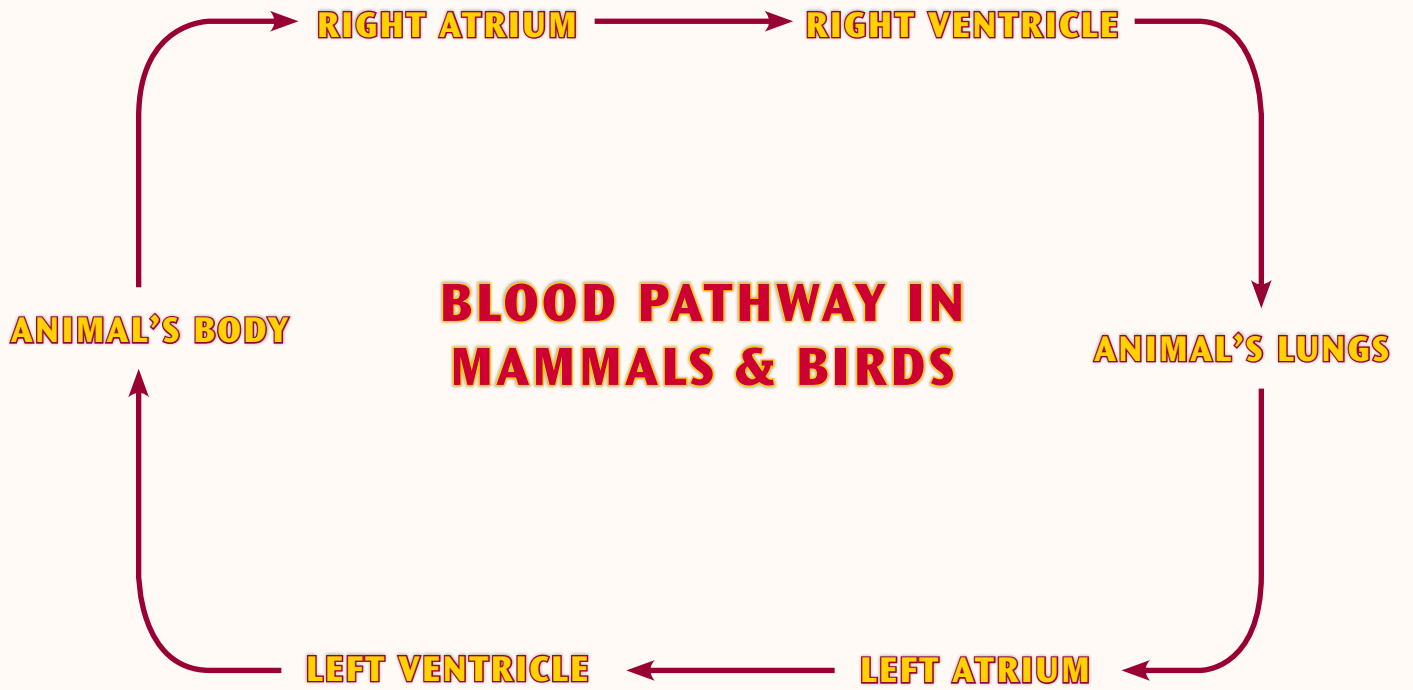 RIGHT ATRIUM
RIGHT VENTRICLE
BLOOD PATHWAY IN
MAMMALS & BIRDS
ANIMAL’S BODY
ANIMAL’S LUNGS
LEFT VENTRICLE
LEFT ATRIUM